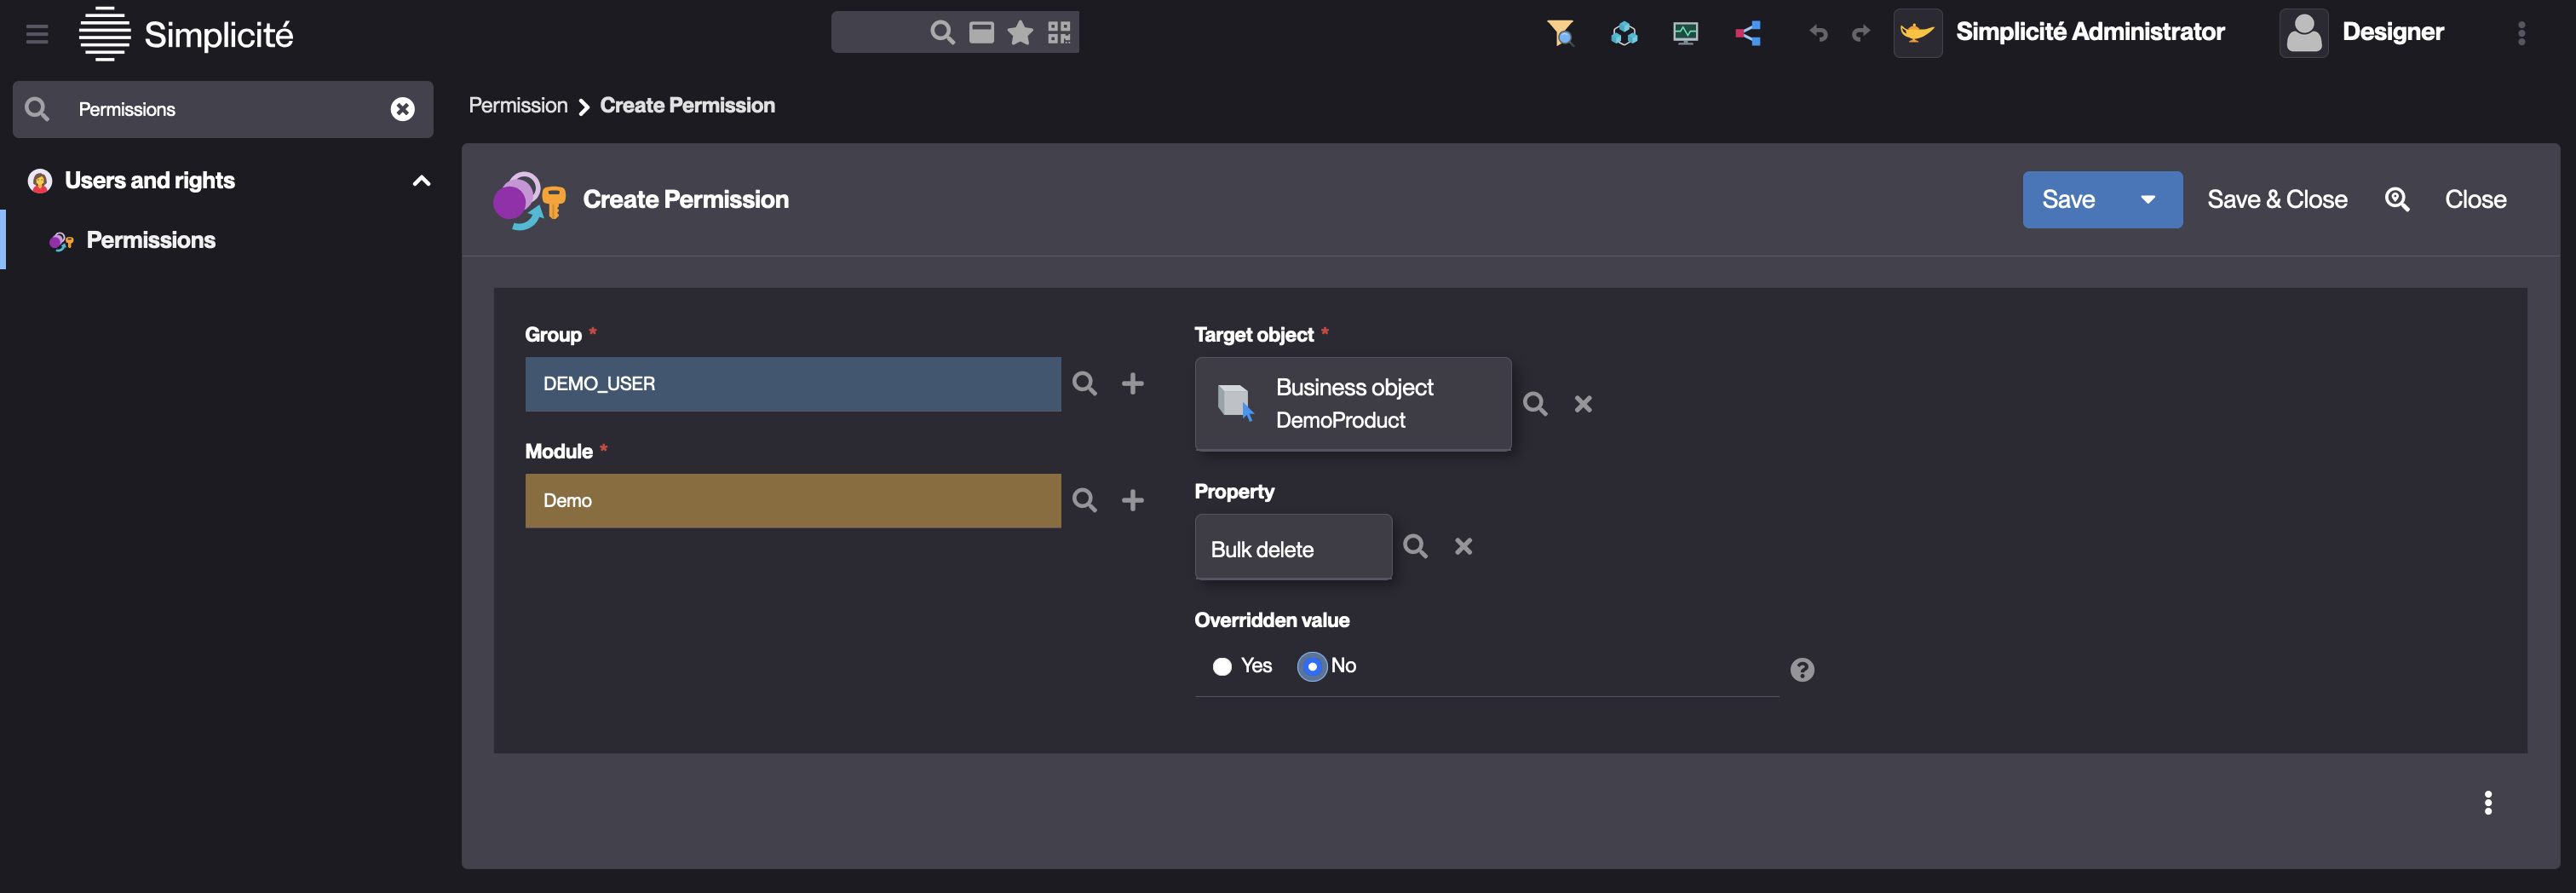 Simplicité
Simplicité Administrator
Designer
Permissions
Users and rights
Permissions
Permission
Create Permission
Create Permission
Save
Save & Close
Close
Group *
DEMO_USER
Module *
Demo
Target object *
Business object
DemoProduct
Property
Bulk delete
Overridden value
Yes
No